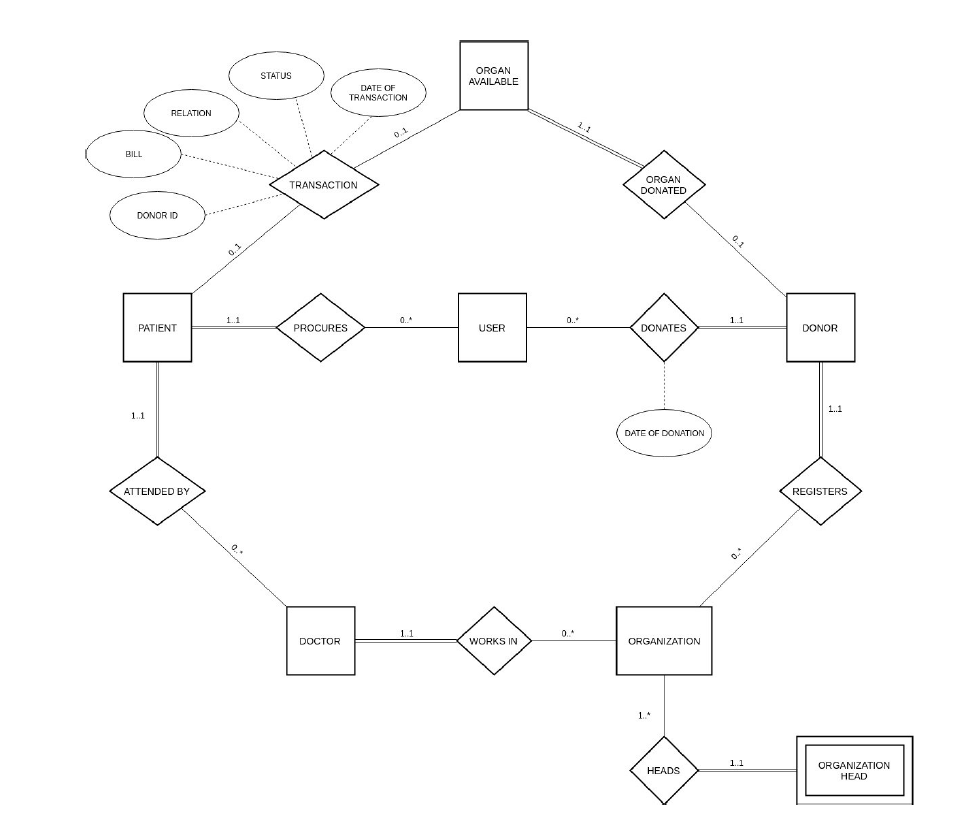 ORGAN
AVAILABLE
STATUS
DATE OF
TRANSACTION
RELATION
BILL
DONOR ID
TRANSACTION
0..1
1..1
ORGAN
DONATED
0..1
0..1
PATIENT
1..1
PROCURES
0..*
USER
0..*
DONATES
1..1
DONOR
1..1
1..1
DATE OF DONATION
ATTENDED BY
REGISTERS
0..*
0..*
DOCTOR
1..1
WORKS IN
0..*
ORGANIZATION
1..*
HEADS
1..1
ORGANIZATION
HEAD